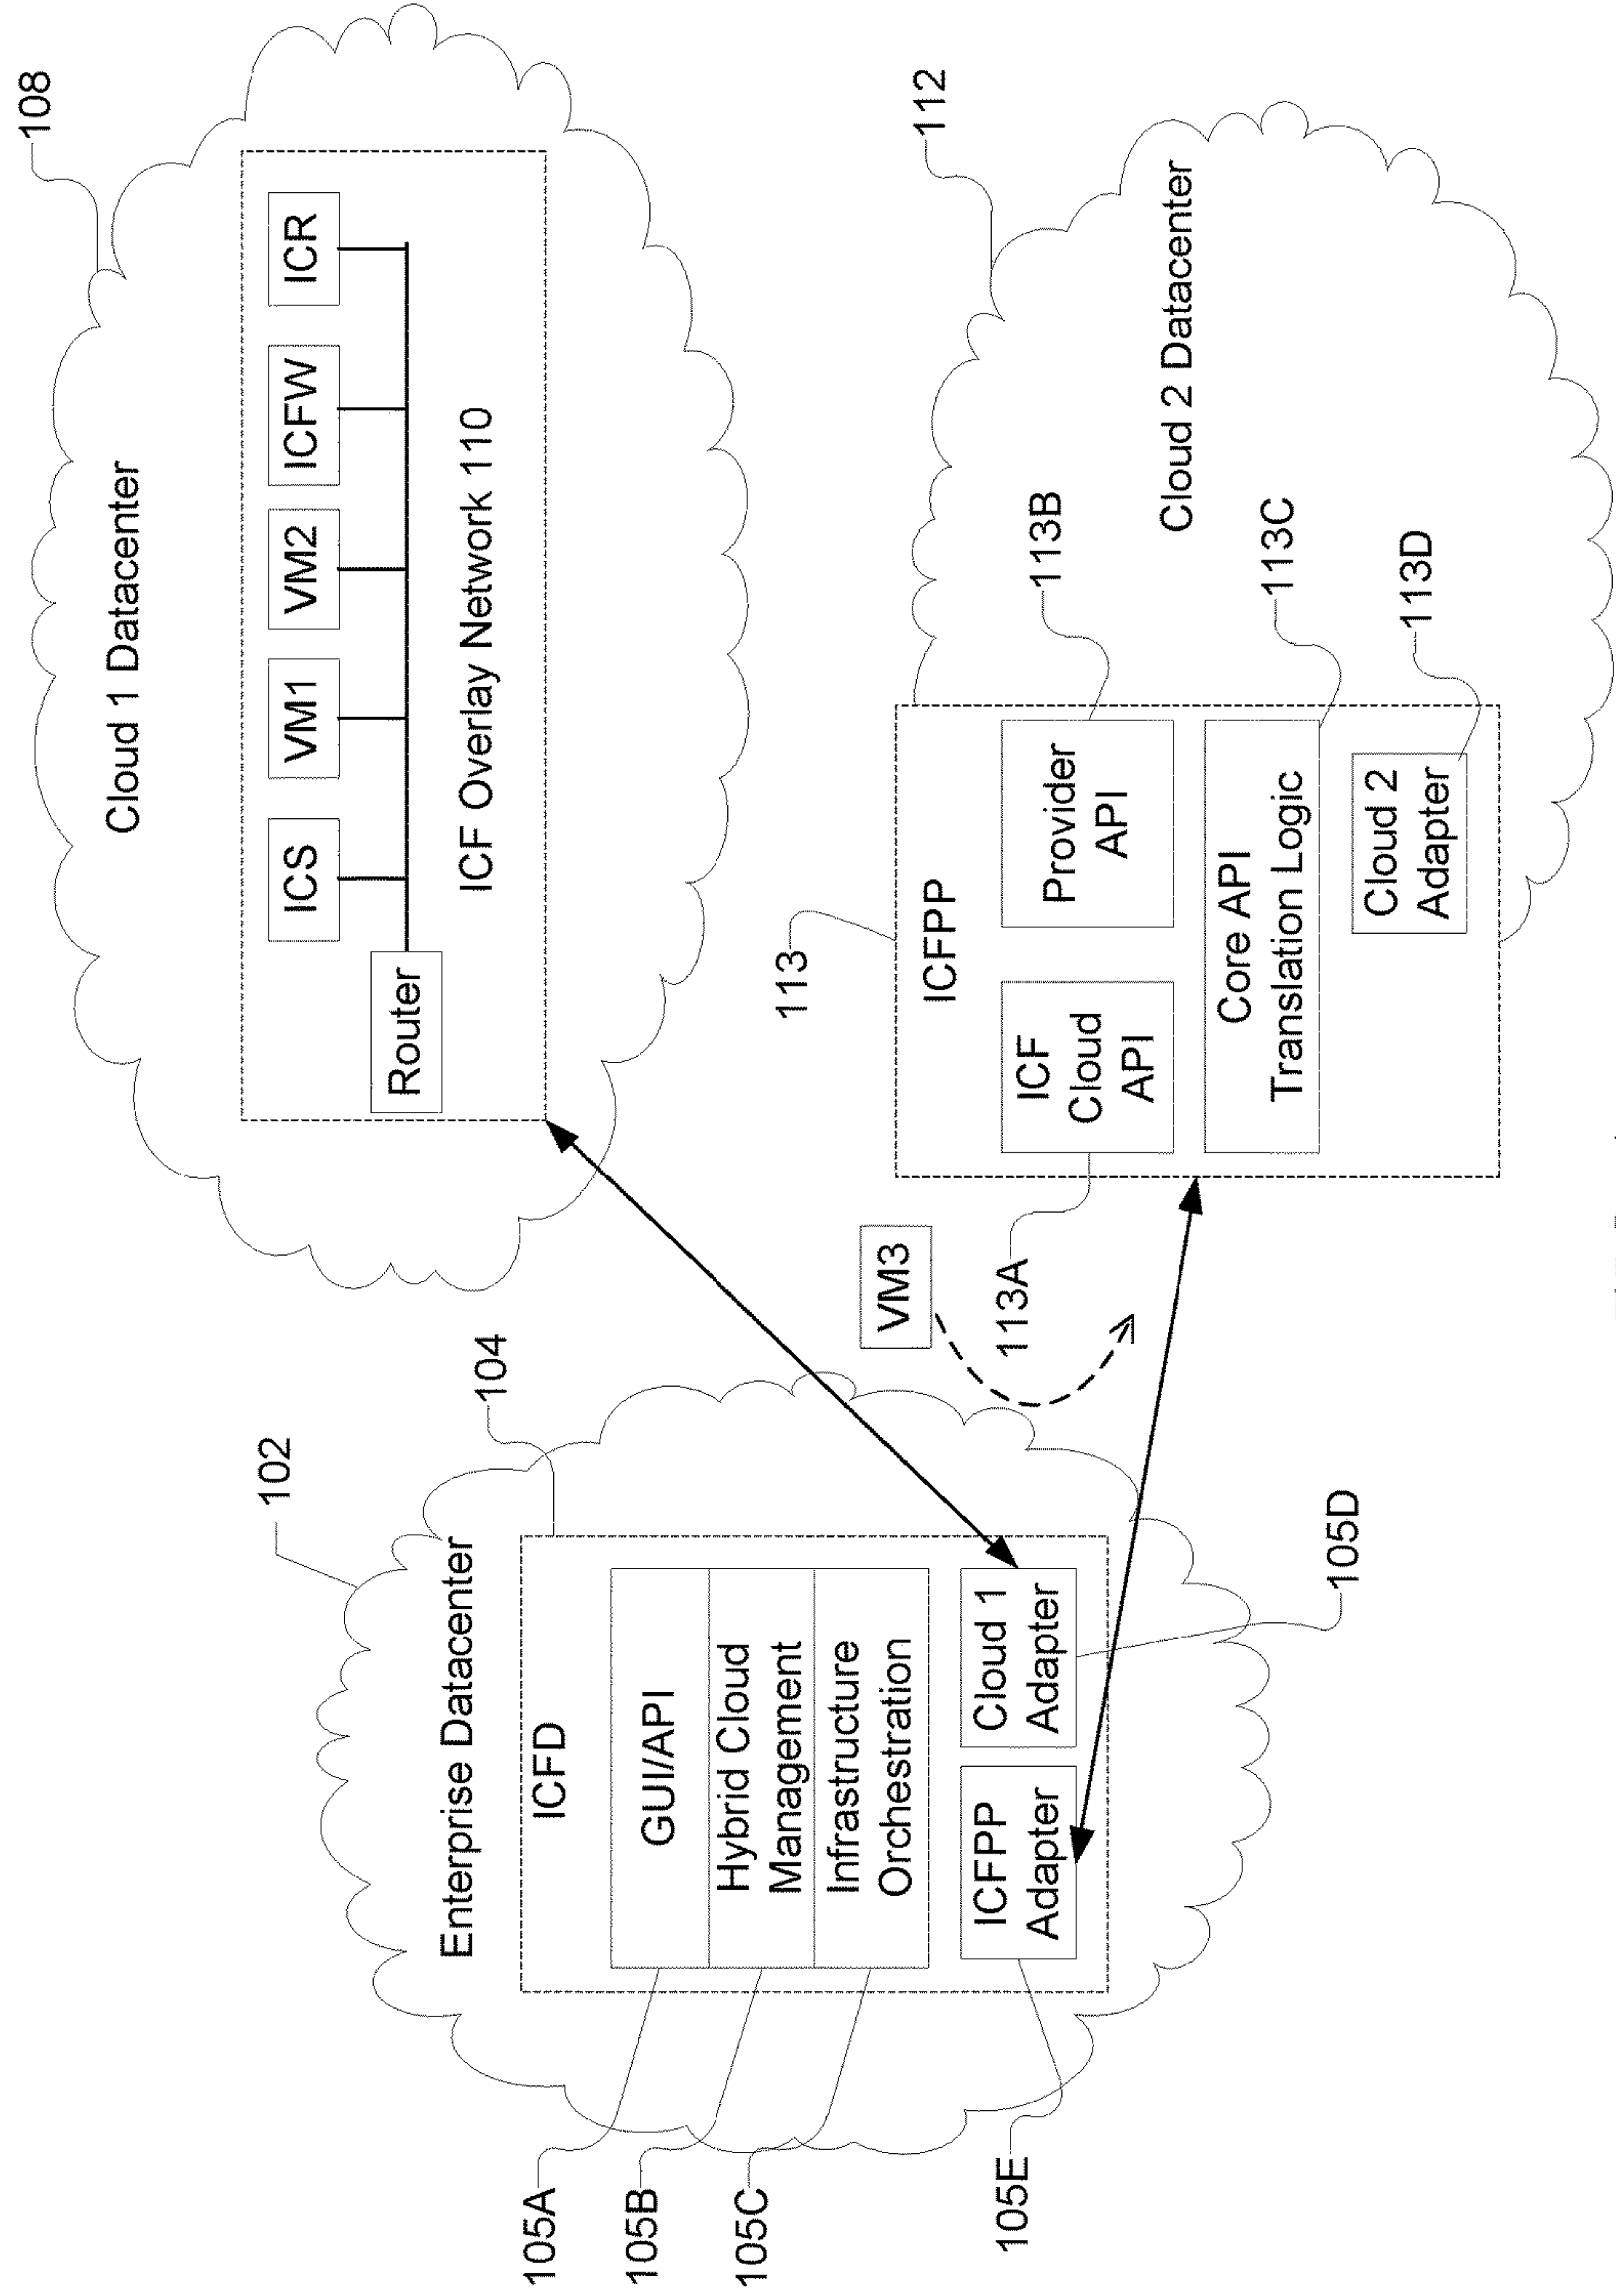 108
Cloud 1 Datacenter
Router
ICS
VM1
VM2
ICFW
ICR
ICF Overlay Network 110
102
104
Enterprise Datacenter
ICFD
GUI/API
Hybrid Cloud
Management
Infrastructure
Orchestration
ICFPP
Adapter
Cloud 1
Adapter
105A
105B
105C
105E
105D
VM3
112
Cloud 2 Datacenter
113
ICFPP
ICF
Cloud
API
Provider
API
Core API
Translation Logic
Cloud 2
Adapter
113A
113B
113C
113D